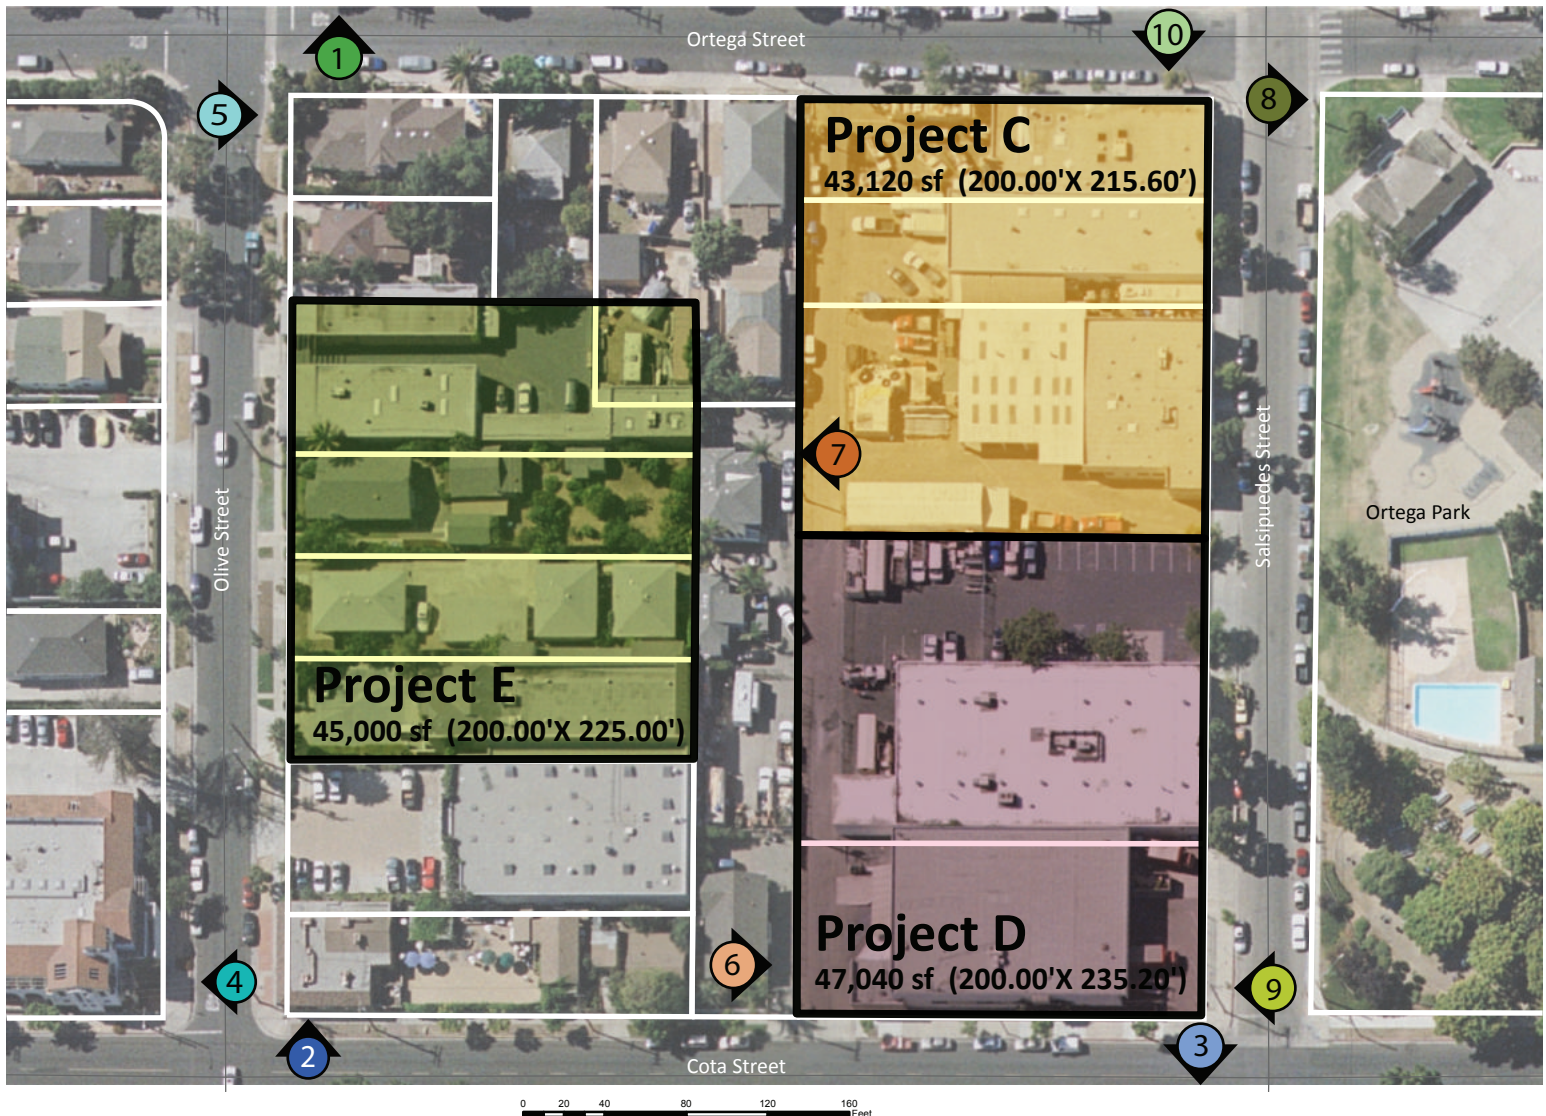 Ortega Street
1
10
5
8
Project C
43,120 sf (200.00'X 215.60’)
7
Olive Street
Salsipuedes Street
Ortega Park
Project E
45,000 sf (200.00'X 225.00')
Project D
47,040 sf (200.00'X 235.20')
6
4
9
2
3
Cota Street
0 20 40 80 120 160
Feet